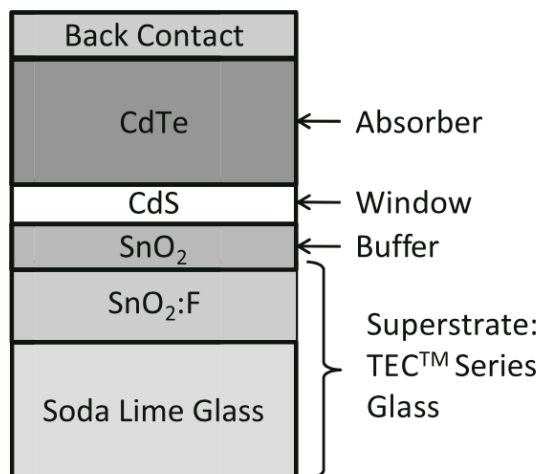 Back Contact
CdTe
Absorber
CdS
Window
SnO₂
Buffer
SnO₂:F
Superstrate:
TEC™ Series
Glass
Soda Lime Glass